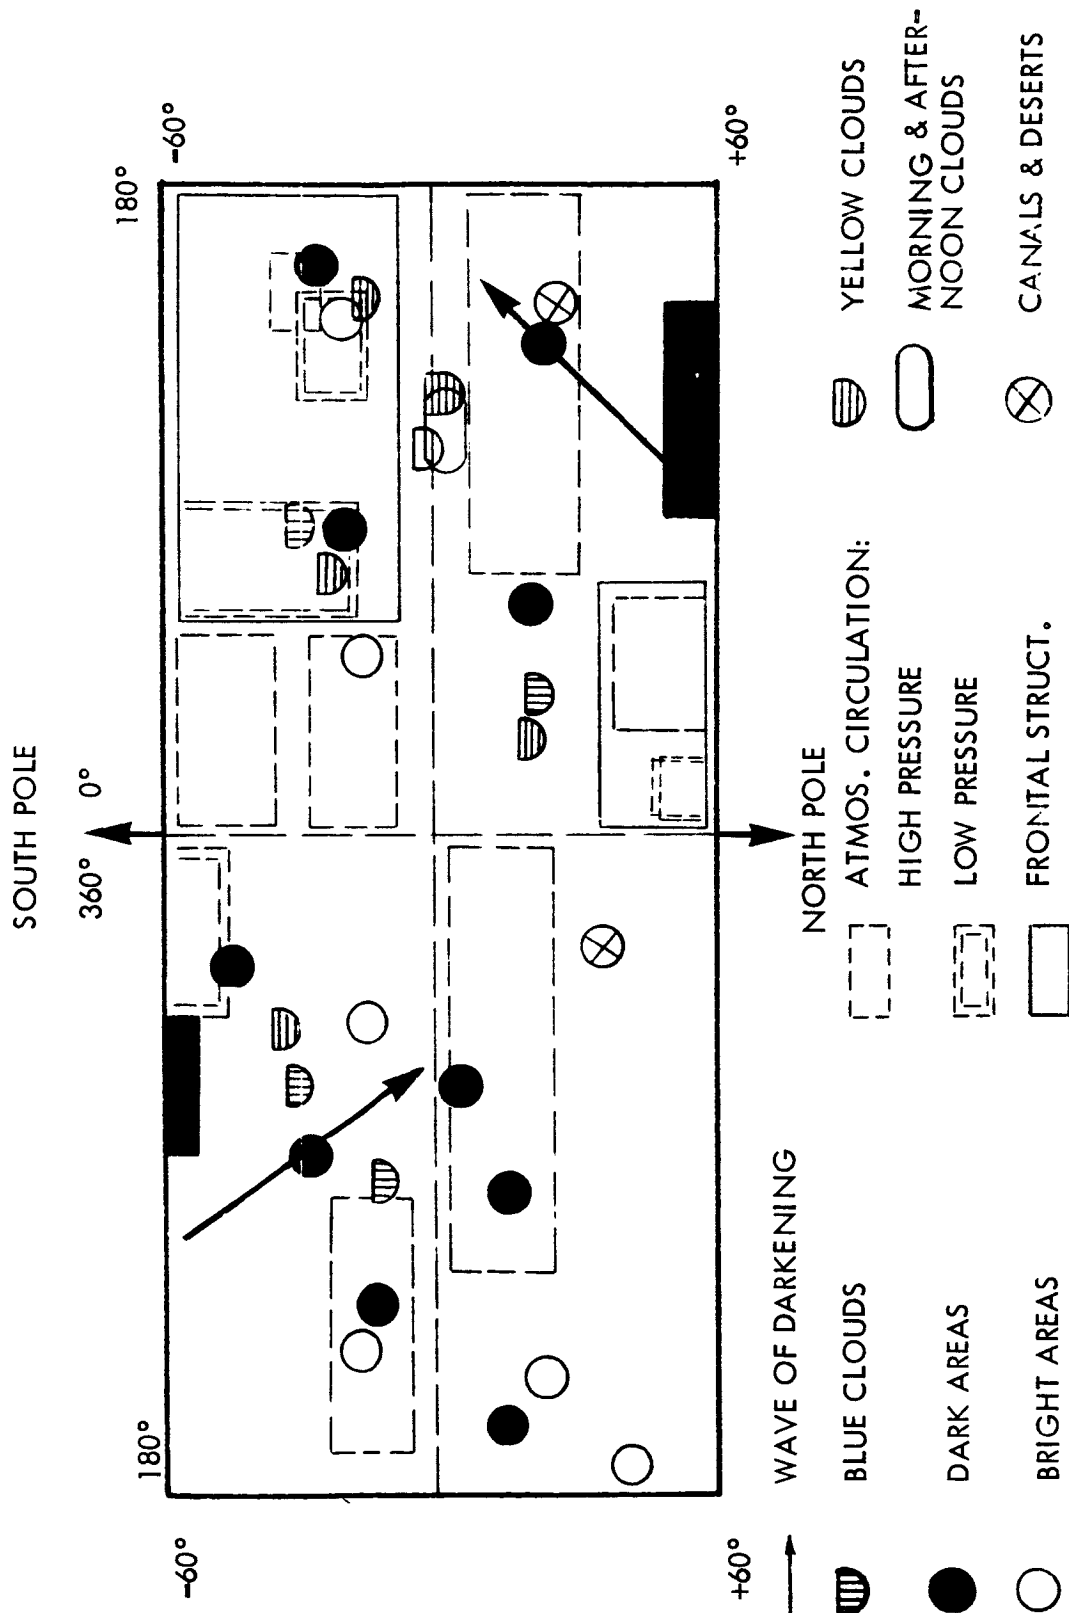 SOUTH POLE
180°
360°
0°
180°
-60°
-60°
+60°
+60°
NORTH POLE
WAVE OF DARKENING
BLUE CLOUDS
DARK AREAS
BRIGHT AREAS
ATMOS. CIRCULATION:
HIGH PRESSURE
LOW PRESSURE
FRONTAL STRUCT.
YELLOW CLOUDS
MORNING & AFTER-
NOON CLOUDS
CANALS & DESERTS